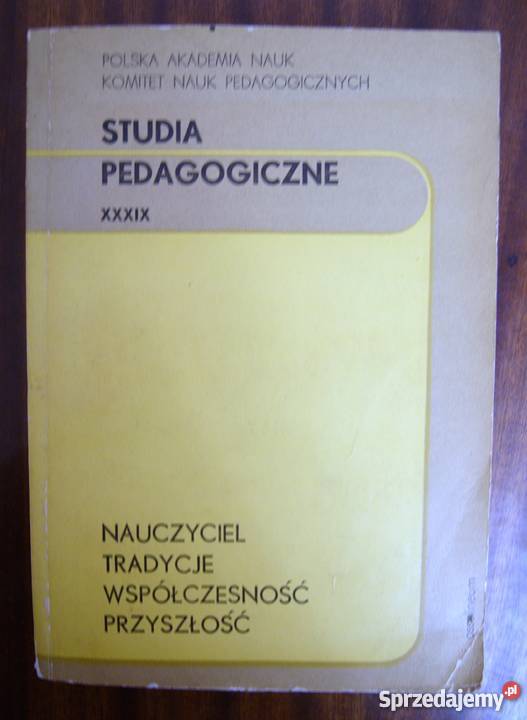 POLSKA AKADEMIA NAUK
KOMITET NAUK PEDAGOGICZNYCH
STUDIA
PEDAGOGICZNE
XXXIX
NAUCZYCIEL
TRADYCJE
WSPÓŁCZESNOŚĆ
PRZYSZŁOŚĆ
Sprzedajemy.pl